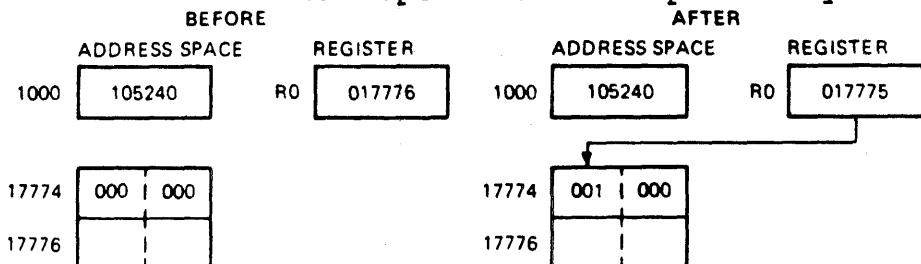 BEFORE AFTER
ADDRESS SPACE REGISTER ADDRESS SPACE REGISTER
1000 105240 R0 017776 1000 105240 R0 017775
17774 000 000 17774 001 000
17776 17776